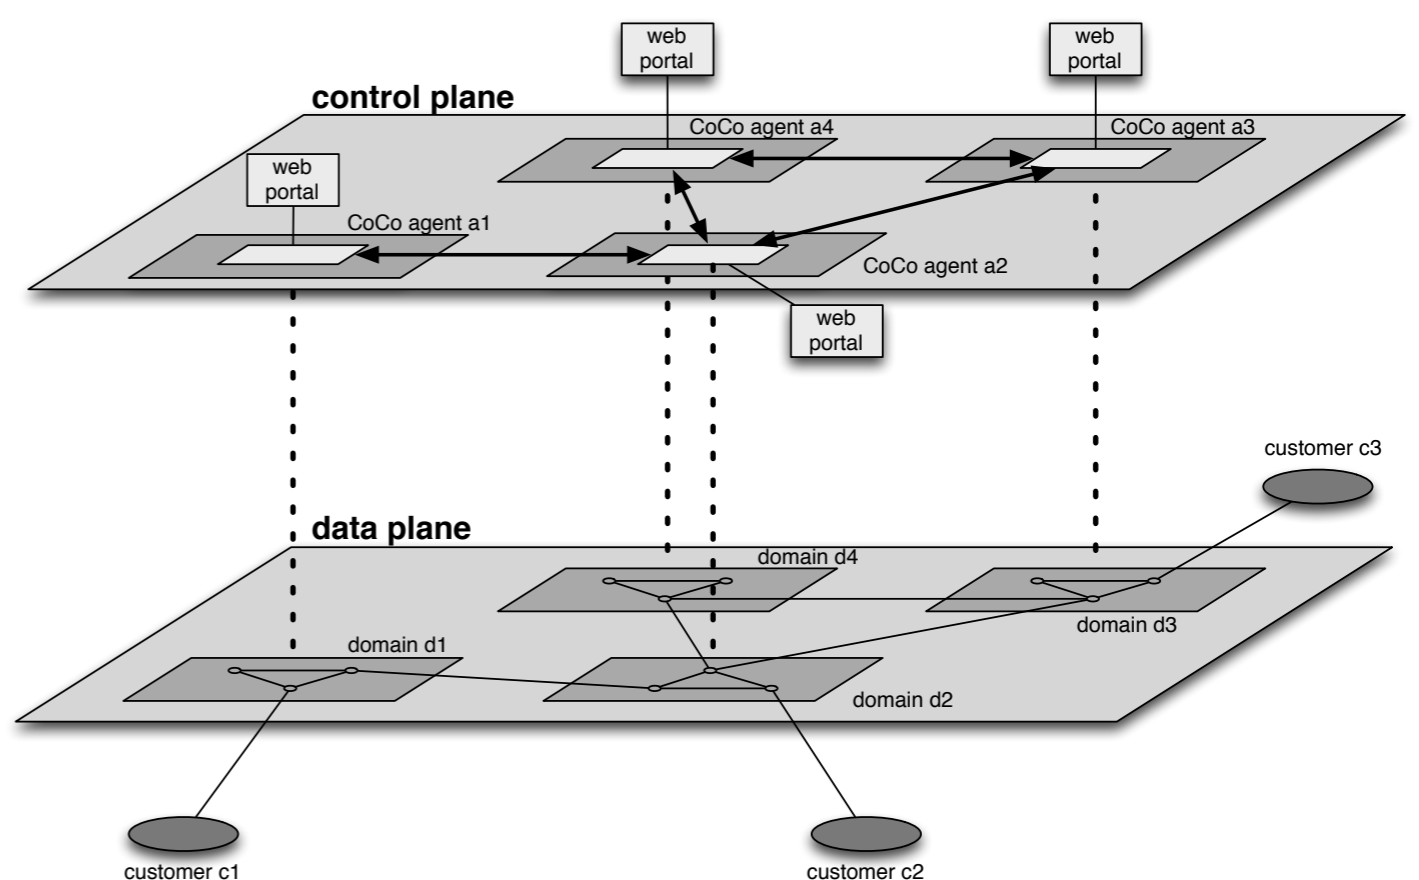 web
portal
web
portal
control plane
CoCo agent a4
CoCo agent a3
web
portal
CoCo agent a1
CoCo agent a2
web
portal
customer c3
data plane
domain d4
domain d3
domain d1
domain d2
customer c1
customer c2